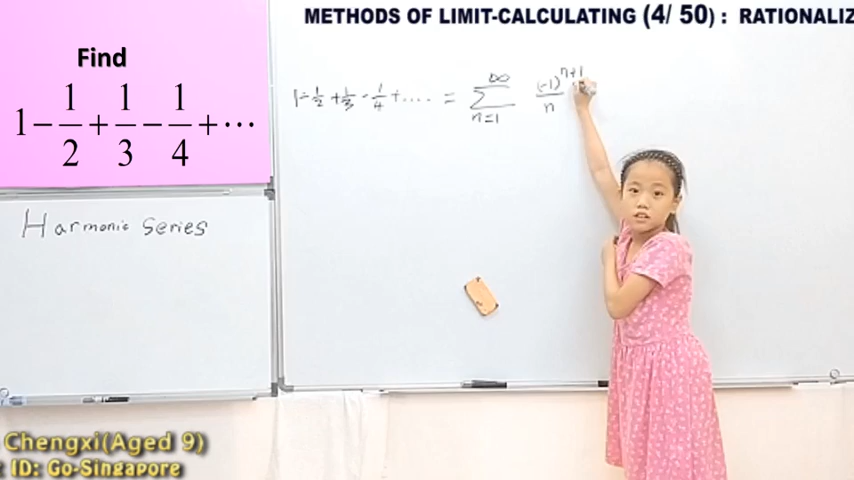 METHODS OF LIMIT-CALCULATING (4/ 50) : RATIONALIZ
Find
1 − 1/2 + 1/3 − 1/4 + ⋯
1 - 1/2 + 1/3 - 1/4 + .... = ∑ n=1 ∞ (-1)^n+1 / n
Harmonic Series
Chengxi(Aged 9)
ID: Go-Singapore